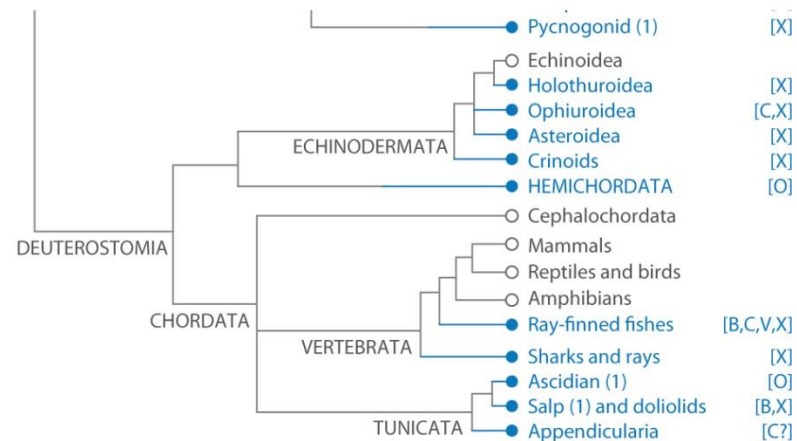 Pycnogonid (1) [X]
Echinoidea
Holothuroidea [X]
Ophiuroidea [C,X]
ECHINODERMATA
Asteroidea [X]
Crinoids [X]
HEMICHORDATA [O]
Cephalochordata
DEUTEROSTOMIA
Mammals
Reptiles and birds
Amphibians
CHORDATA
Ray-finned fishes [B,C,V,X]
VERTEBRATA
Sharks and rays [X]
Ascidian (1) [O]
Salp (1) and doliolids [B,X]
TUNICATA
Appendicularia [C?]